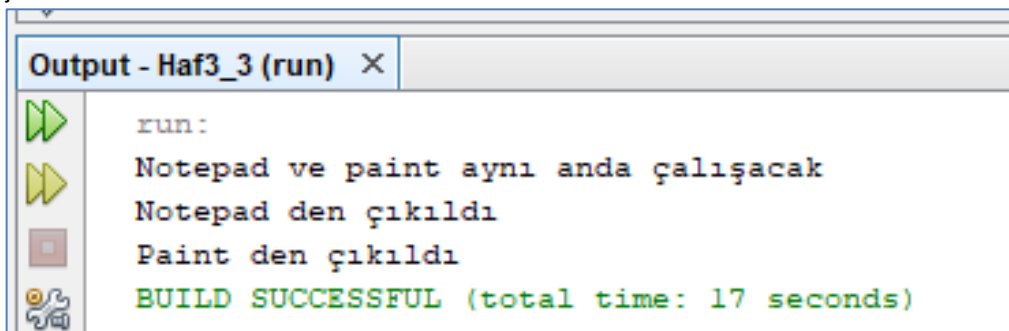 Output - Haf3_3 (run) ×
run:
Notepad ve paint aynı anda çalışacak
Notepad den çıkıldı
Paint den çıkıldı
BUILD SUCCESSFUL (total time: 17 seconds)